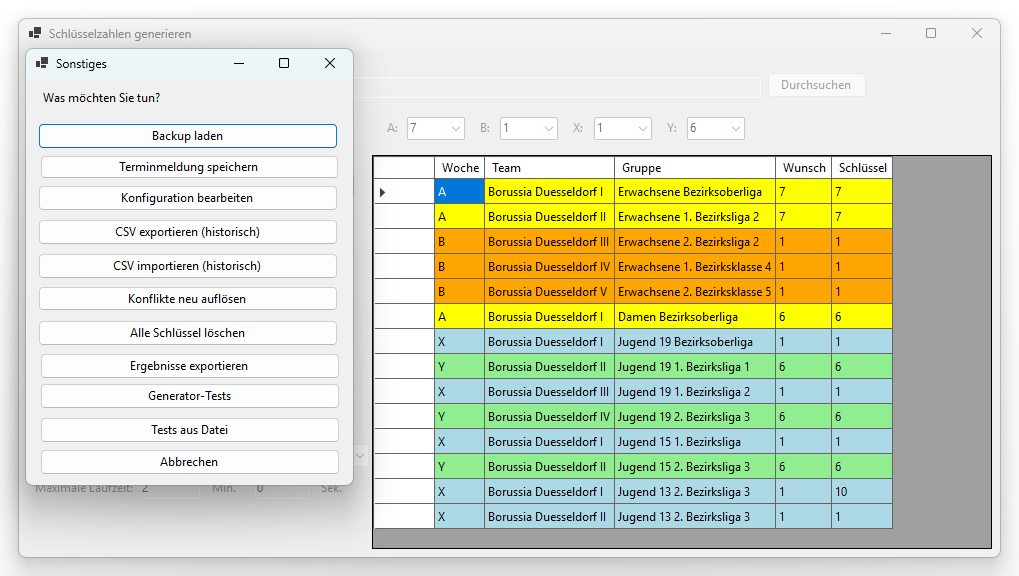 Schlüsselzahlen generieren
Sonstiges
Was möchten Sie tun?
Backup laden
Terminmeldung speichern
Konfiguration bearbeiten
CSV exportieren (historisch)
CSV importieren (historisch)
Konflikte neu auflösen
Alle Schlüssel löschen
Ergebnisse exportieren
Generator-Tests
Tests aus Datei
Abbrechen
Maximale Laufzeit: 2 Min. 0 Sek.
Durchsuchen
A: 7 B: 1 X: 1 Y: 6
Woche Team Gruppe Wunsch Schlüssel
A Borussia Duesseldorf I Erwachsene Bezirksoberliga 7 7
A Borussia Duesseldorf II Erwachsene 1. Bezirksliga 2 7 7
B Borussia Duesseldorf III Erwachsene 2. Bezirksliga 2 1 1
B Borussia Duesseldorf IV Erwachsene 1. Bezirksklasse 4 1 1
B Borussia Duesseldorf V Erwachsene 2. Bezirksklasse 5 1 1
A Borussia Duesseldorf I Damen Bezirksoberliga 6 6
X Borussia Duesseldorf I Jugend 19 Bezirksoberliga 1 1
Y Borussia Duesseldorf II Jugend 19 1. Bezirksliga 1 6 6
X Borussia Duesseldorf III Jugend 19 1. Bezirksliga 2 1 1
Y Borussia Duesseldorf IV Jugend 19 2. Bezirksliga 3 6 6
X Borussia Duesseldorf I Jugend 15 1. Bezirksliga 1 1
Y Borussia Duesseldorf II Jugend 15 2. Bezirksliga 3 6 6
X Borussia Duesseldorf I Jugend 13 2. Bezirksliga 3 1 10
X Borussia Duesseldorf II Jugend 13 2. Bezirksliga 3 1 1